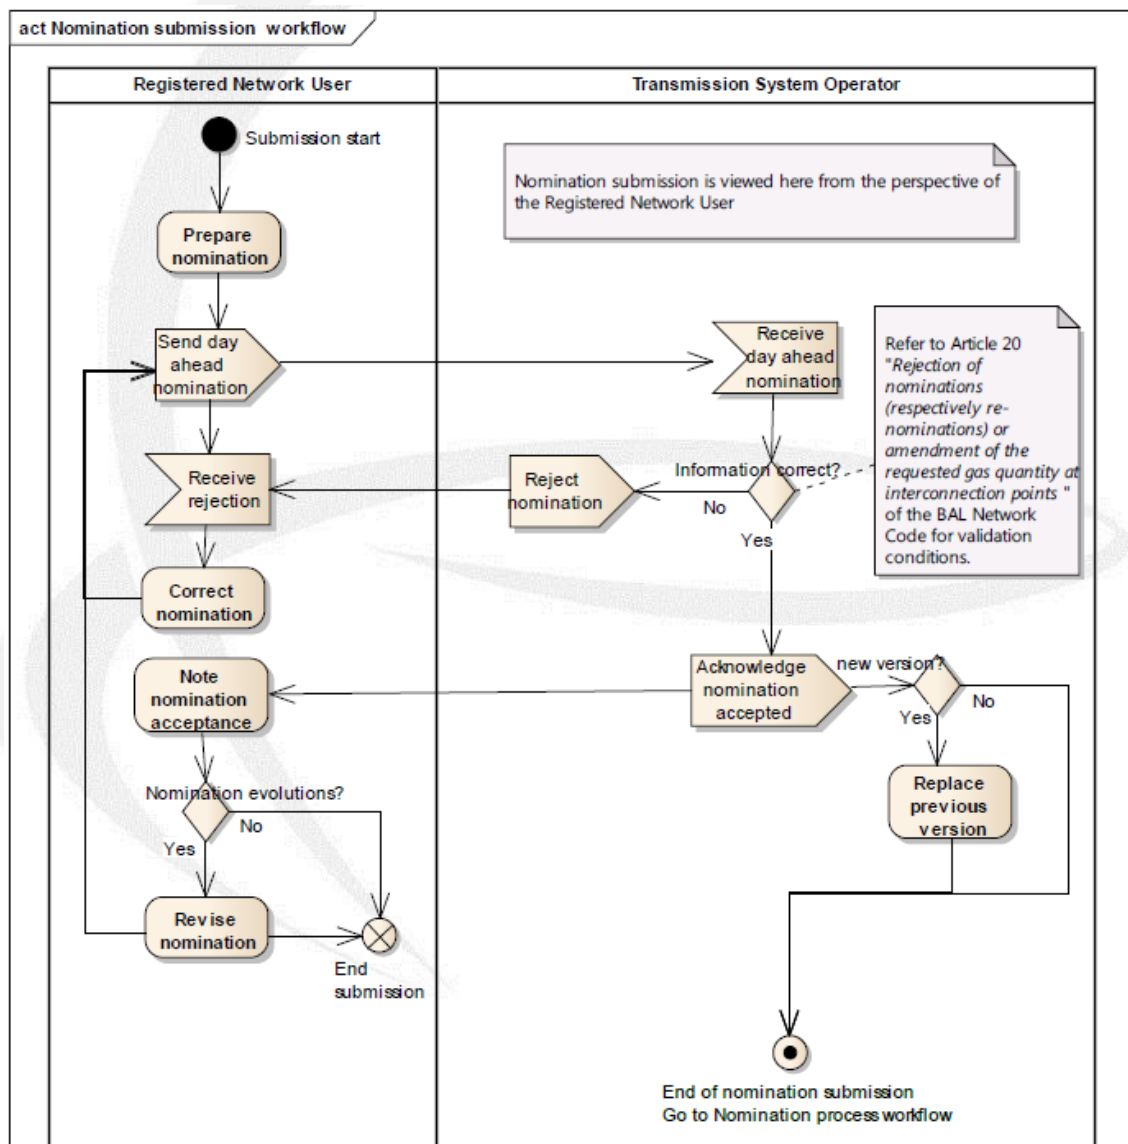 act Nomination submission workflow
Registered Network User
Transmission System Operator
Submission start
Nomination submission is viewed here from the perspective of
the Registered Network User
Prepare
nomination
Send day
ahead
nomination
Receive
day ahead
nomination
Refer to Article 20
"Rejection of
nominations
(respectively re-
nominations) or
amendment of the
requested gas quantity at
interconnection points "
of the BAL Network
Code for validation
conditions.
Information correct?
No
Yes
Reject
nomination
Receive
rejection
Correct
nomination
Acknowledge
nomination
accepted
new version?
No
Yes
Note
nomination
acceptance
Replace
previous
version
Nomination evolutions?
No
Yes
Revise
nomination
End
submission
End of nomination submission
Go to Nomination process workflow